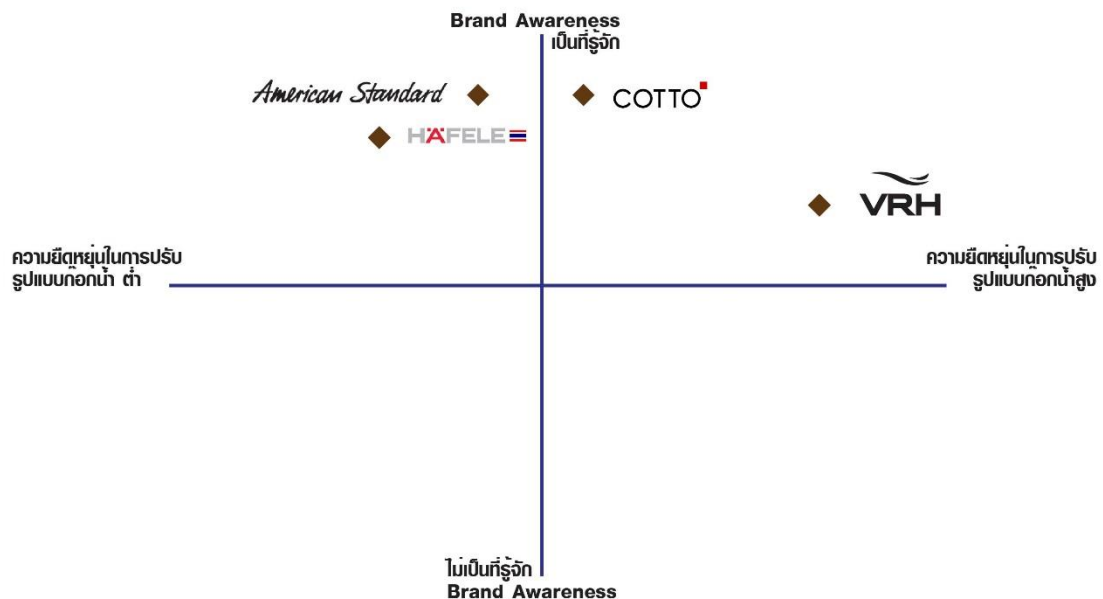 Brand Awareness
เป็นที่รู้จัก
American Standard
COTTO
HÄFELE
VRH
ความยืดหยุ่นในการปรับ
รูปแบบก๊อกน้ำ ต่ำ
ความยืดหยุ่นในการปรับ
รูปแบบก๊อกน้ำสูง
ไม่เป็นที่รู้จัก
Brand Awareness